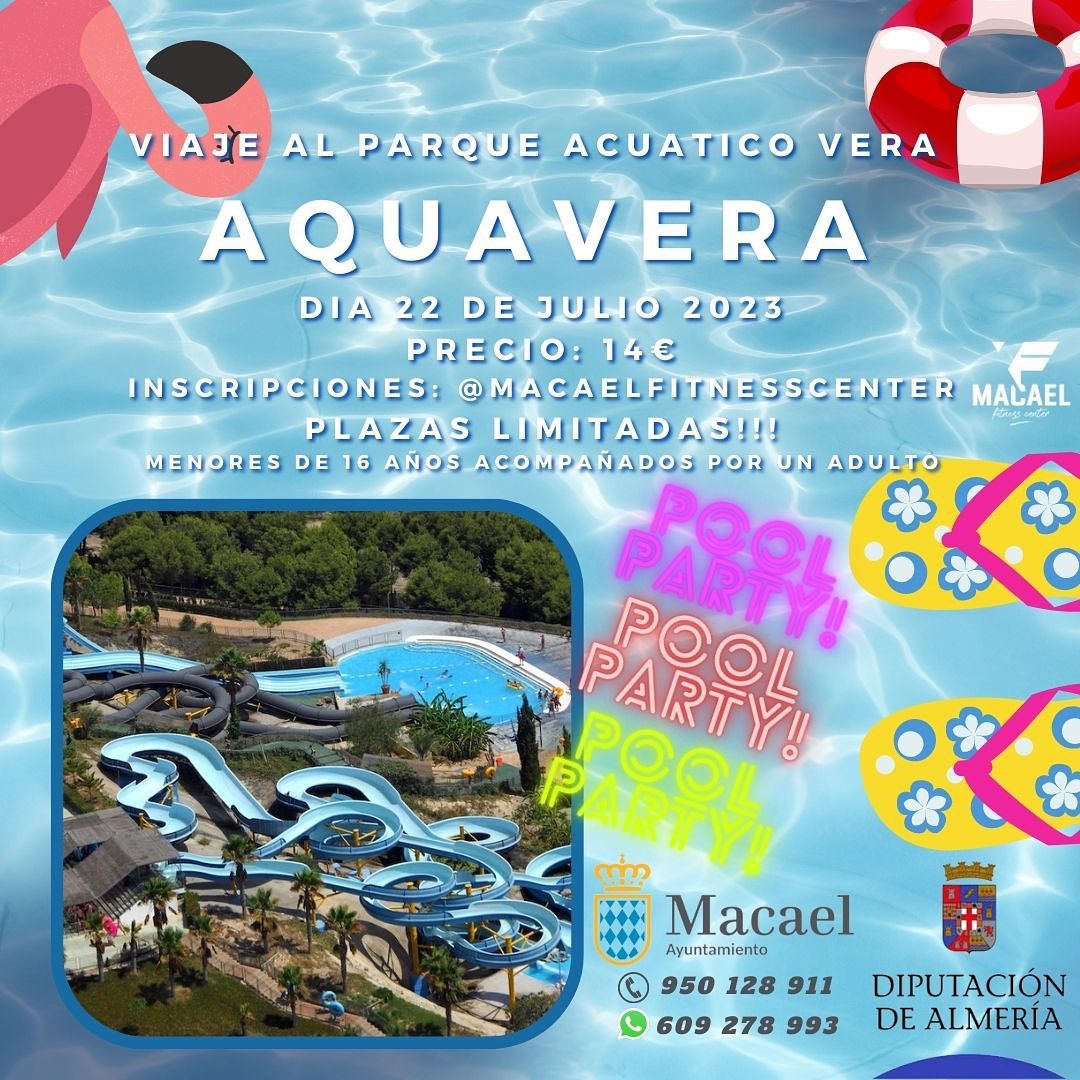 VIAJE AL PARQUE ACUATICO VERA
AQUAVERA
DIA 22 DE JULIO 2023
PRECIO: 14€
INSCRIPCIONES: @MACAELFITNESSCENTER
PLAZAS LIMITADAS!!!
MENORES DE 16 AÑOS ACOMPAÑADOS POR UN ADULTO
MACAEL
fitness center
POOL
PARTY!
POOL
PARTY!
POOL
PARTY!
Macael
Ayuntamiento
950 128 911
609 278 993
DIPUTACIÓN
DE ALMERÍA